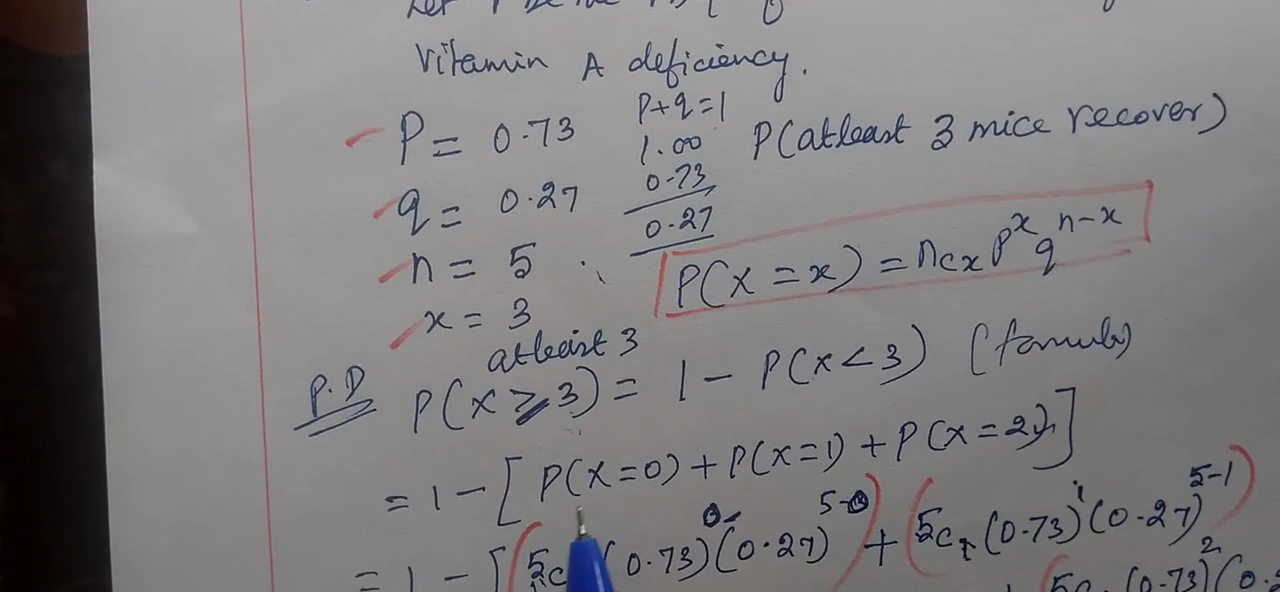 Vitamin A deficiency.
P = 0.73
P+q=1
1.00
0.73
0.27
P(atleast 3 mice recover)
q = 0.27
n = 5
P(X = x) = ncx P^x q^n-x
x = 3
atleast 3
P.D P(X ≥ 3) = 1 - P(x < 3) (formula)
= 1 - [P(X=0) + P(X=1) + P(X=2)]
= 1 - [(5c (0.73)^0 (0.27)^5-0) + (5c1 (0.73)^1 (0.27)^5-1)
(0.73)^2 (0.2